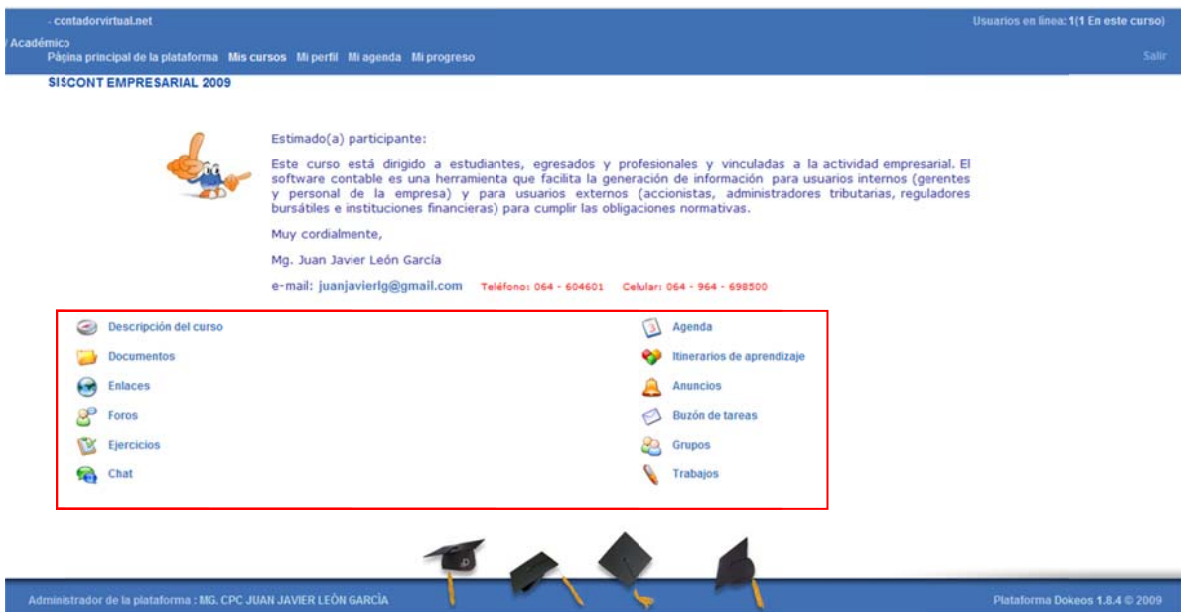 - contadorvirtual.net
Usuarios en línea: 1(1 En este curso)
/ Académico
Página principal de la plataforma Mis cursos Mi perfil Mi agenda Mi progreso
Salir
SISCONT EMPRESARIAL 2009
Estimado(a) participante:
Este curso está dirigido a estudiantes, egresados y profesionales y vinculadas a la actividad empresarial. El
software contable es una herramienta que facilita la generación de información para usuarios internos (gerentes
y personal de la empresa) y para usuarios externos (accionistas, administradores tributarias, reguladores
bursátiles e instituciones financieras) para cumplir las obligaciones normativas.
Muy cordialmente,
Mg. Juan Javier León García
e-mail: juanjavierlg@gmail.com Teléfono: 064 - 604601 Celular: 064 - 964 - 698500
Descripción del curso
Documentos
Enlaces
Foros
Ejercicios
Chat
3
Agenda
Itinerarios de aprendizaje
Anuncios
Buzón de tareas
Grupos
Trabajos
Administrador de la plataforma : MG. CPC JUAN JAVIER LEÓN GARCÍA
Plataforma Dokeos 1.8.4 © 2009